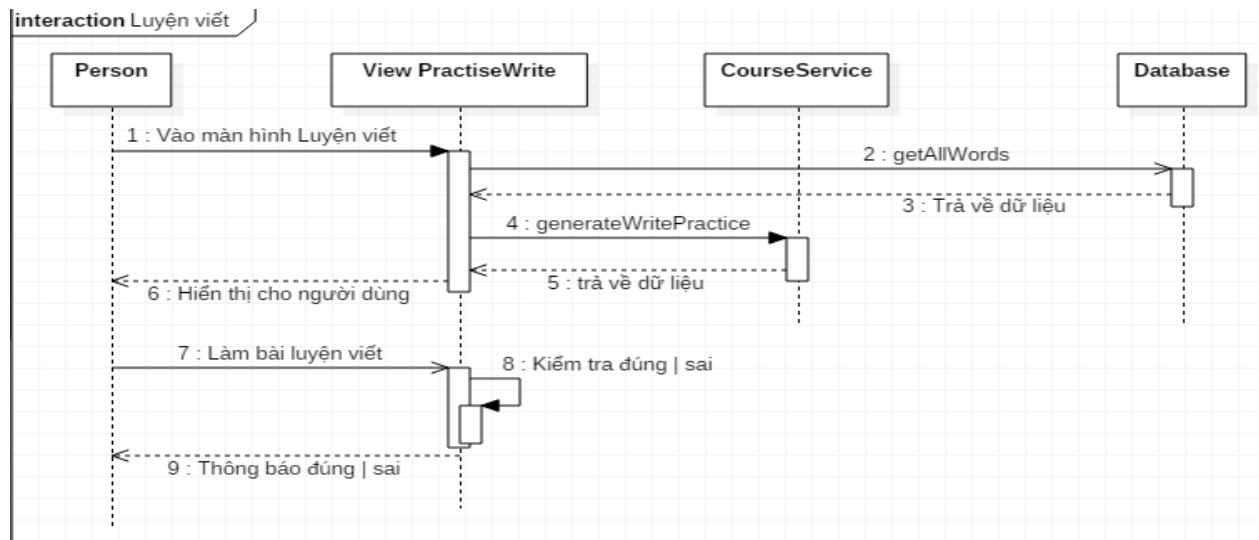 interaction Luyện viết
Person
View PractiseWrite
CourseService
Database
1 : Vào màn hình Luyện viết
2 : getAllWords
3 : Trả về dữ liệu
4 : generateWritePractice
5 : trả về dữ liệu
6 : Hiển thị cho người dùng
7 : Làm bài luyện viết
8 : Kiểm tra đúng | sai
9 : Thông báo đúng | sai